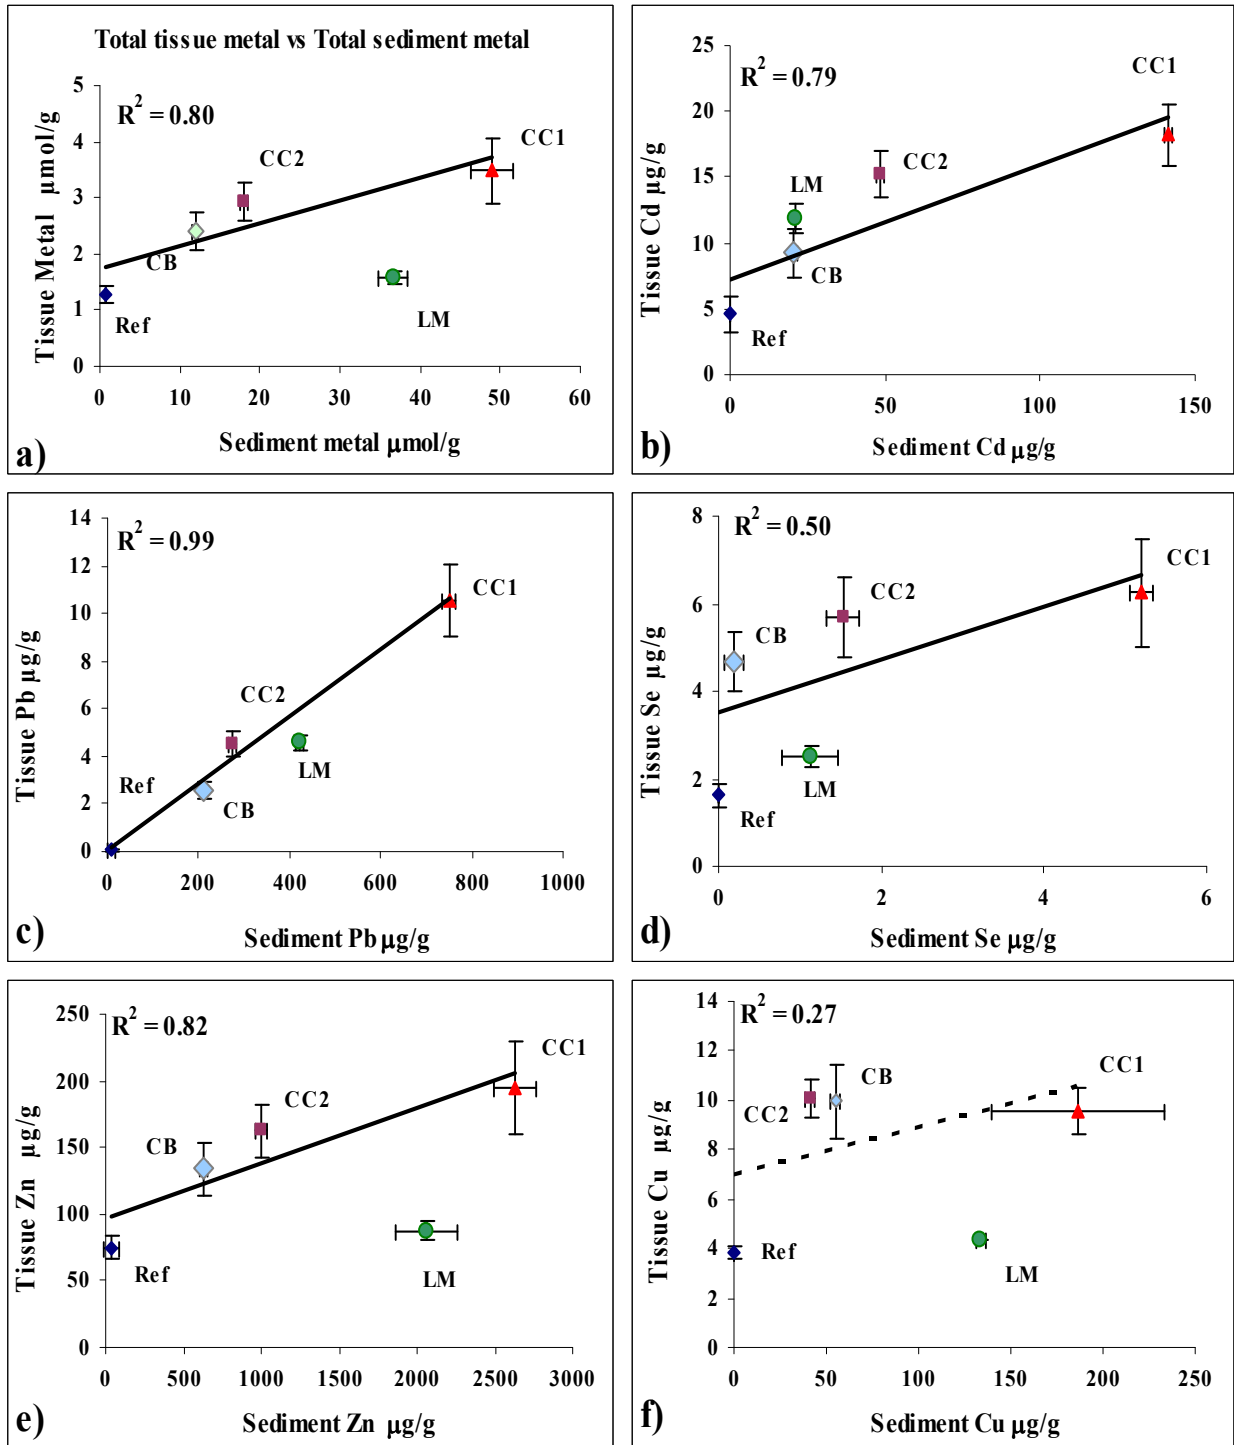 Total tissue metal vs Total sediment metal
R² = 0.80
Tissue Metal µmol/g
5
4
3
2
1
0
CC1
CC2
CB
Ref
LM
0 10 20 30 40 50 60
Sediment metal µmol/g
a)
R² = 0.79
Tissue Cd µg/g
25
20
15
10
5
0
CC1
CC2
LM
CB
Ref
0 50 100 150
Sediment Cd µg/g
b)
R² = 0.99
Tissue Pb µg/g
14
12
10
8
6
4
2
0
CC1
CC2
LM
Ref
CB
0 200 400 600 800 1000
Sediment Pb µg/g
c)
R² = 0.50
Tissue Se µg/g
8
6
4
2
0
CC1
CC2
CB
LM
Ref
0 2 4 6
Sediment Se µg/g
d)
R² = 0.82
Tissue Zn µg/g
250
200
150
100
50
0
CC1
CC2
CB
Ref
LM
0 500 1000 1500 2000 2500 3000
Sediment Zn µg/g
e)
R² = 0.27
Tissue Cu µg/g
14
12
10
8
6
4
2
0
CC1
CB
CC2
Ref
LM
0 50 100 150 200 250
Sediment Cu µg/g
f)